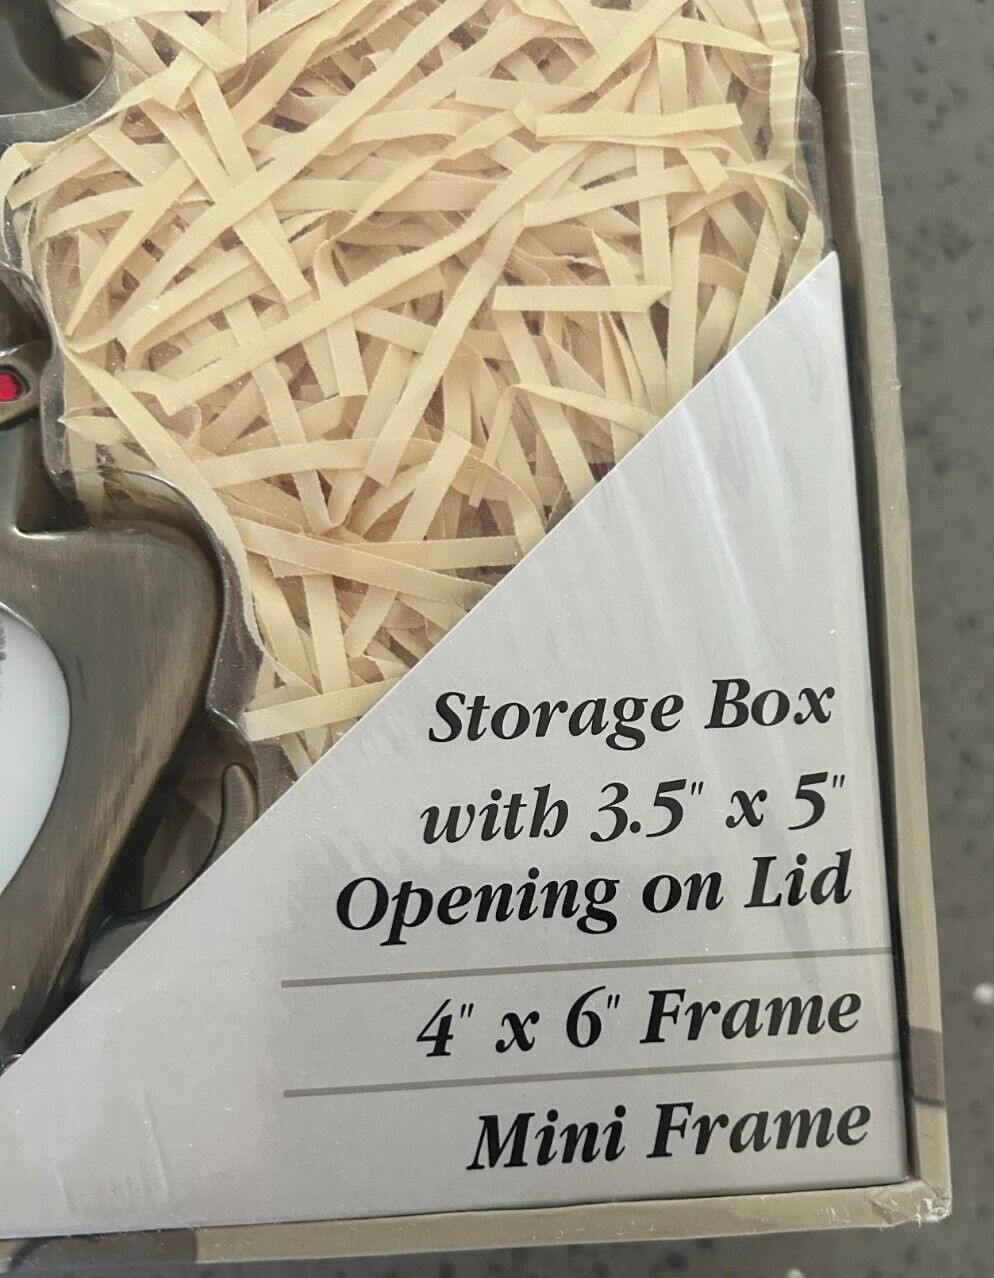 Storage Box
with 3.5" x 5"
Opening on Lid
4" x 6" Frame
Mini Frame